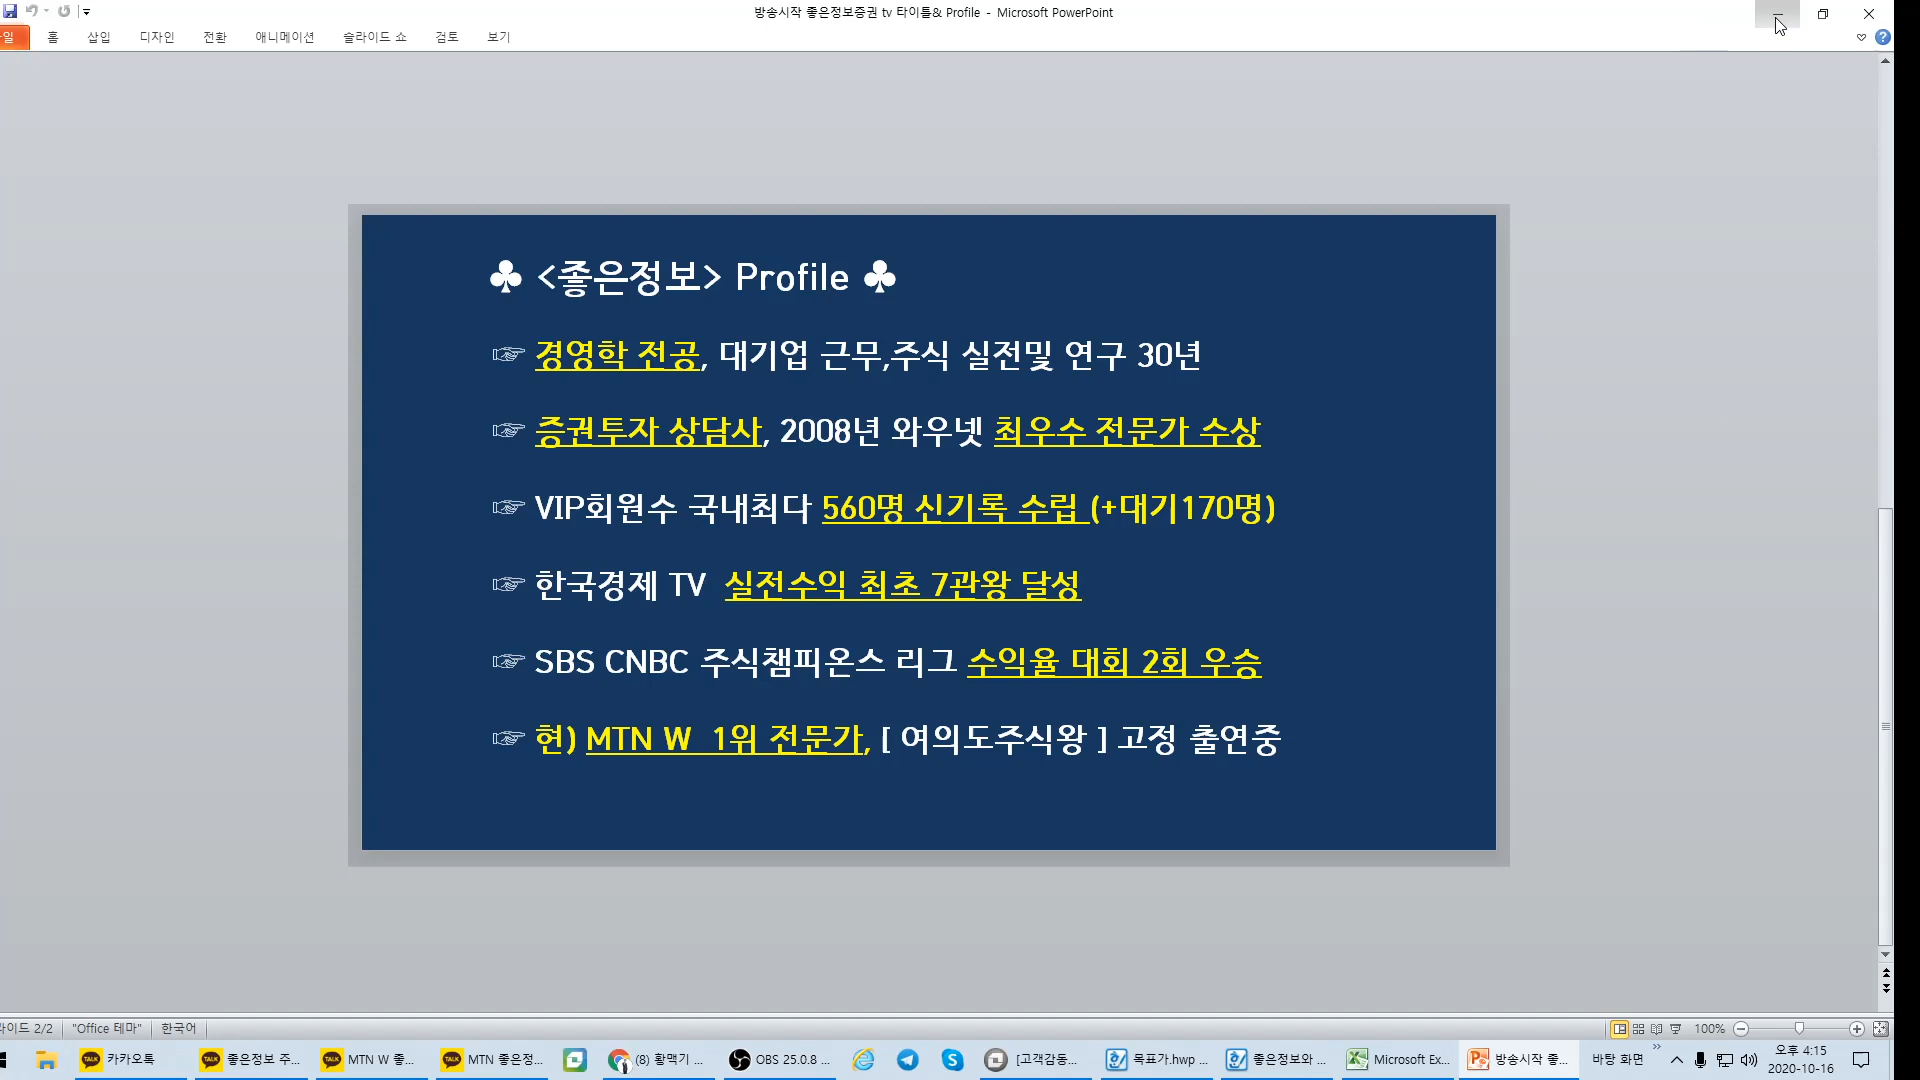 방송시작 좋은정보증권 tv 타이틀& Profile - Microsoft PowerPoint
일 홈 삽입 디자인 전환 애니메이션 슬라이드 쇼 검토 보기
♣ <좋은정보> Profile ♣
☞ 경영학 전공, 대기업 근무,주식 실전및 연구 30년
☞ 증권투자 상담사, 2008년 와우넷 최우수 전문가 수상
☞ VIP회원수 국내최다 560명 신기록 수립 (+대기170명)
☞ 한국경제 TV 실전수익 최초 7관왕 달성
☞ SBS CNBC 주식챔피온스 리그 수익율 대회 2회 우승
☞ 현) MTN W 1위 전문가, [ 여의도주식왕 ] 고정 출연중
라이드 2/2 "Office 테마" 한국어 100%
카카오톡 좋은정보 주... MTN W 좋... MTN 좋은정... (8) 황맥기 ... OBS 25.0.8 ... [고객감동... 목표가.hwp ... 좋은정보와 ... Microsoft Ex... 방송시작 좋... 바탕 화면 오후 4:15
2020-10-16